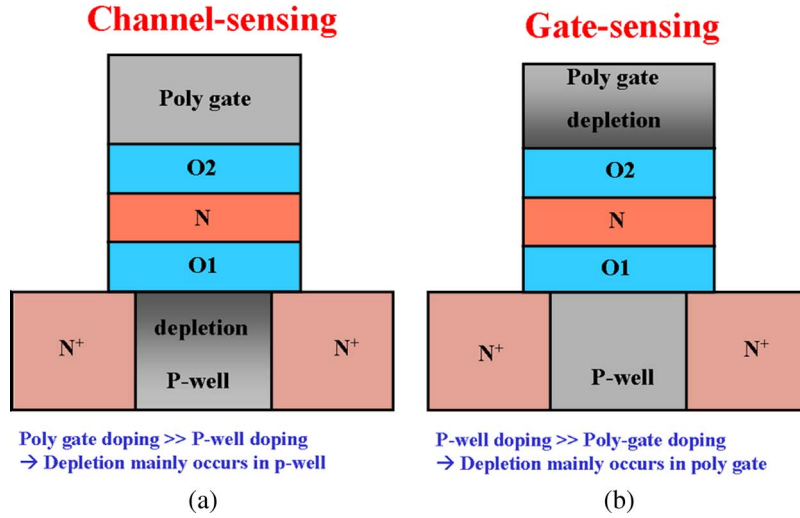 Channel-sensing
Poly gate
O2
N
O1
N+
depletion
P-well
N+
Poly gate doping >> P-well doping
→ Depletion mainly occurs in p-well
(a)
Gate-sensing
Poly gate
depletion
O2
N
O1
N+
P-well
N+
P-well doping >> Poly-gate doping
→ Depletion mainly occurs in poly gate
(b)